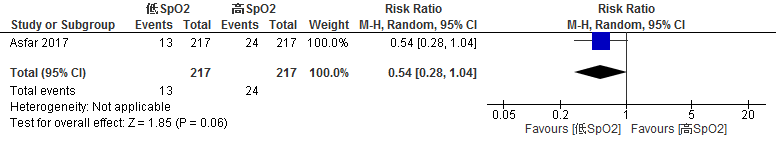 低SpO2 高SpO2 Risk Ratio Risk Ratio
Study or Subgroup Events Total Events Total Weight M-H, Random, 95% CI M-H, Random, 95% CI
Asfar 2017 13 217 24 217 100.0% 0.54 [0.28, 1.04]
Total (95% CI) 217 217 100.0% 0.54 [0.28, 1.04]
Total events 13 24
Heterogeneity: Not applicable
Test for overall effect: Z = 1.85 (P = 0.06)
0.05 0.2 1 5 20
Favours [低SpO2] Favours [高SpO2]